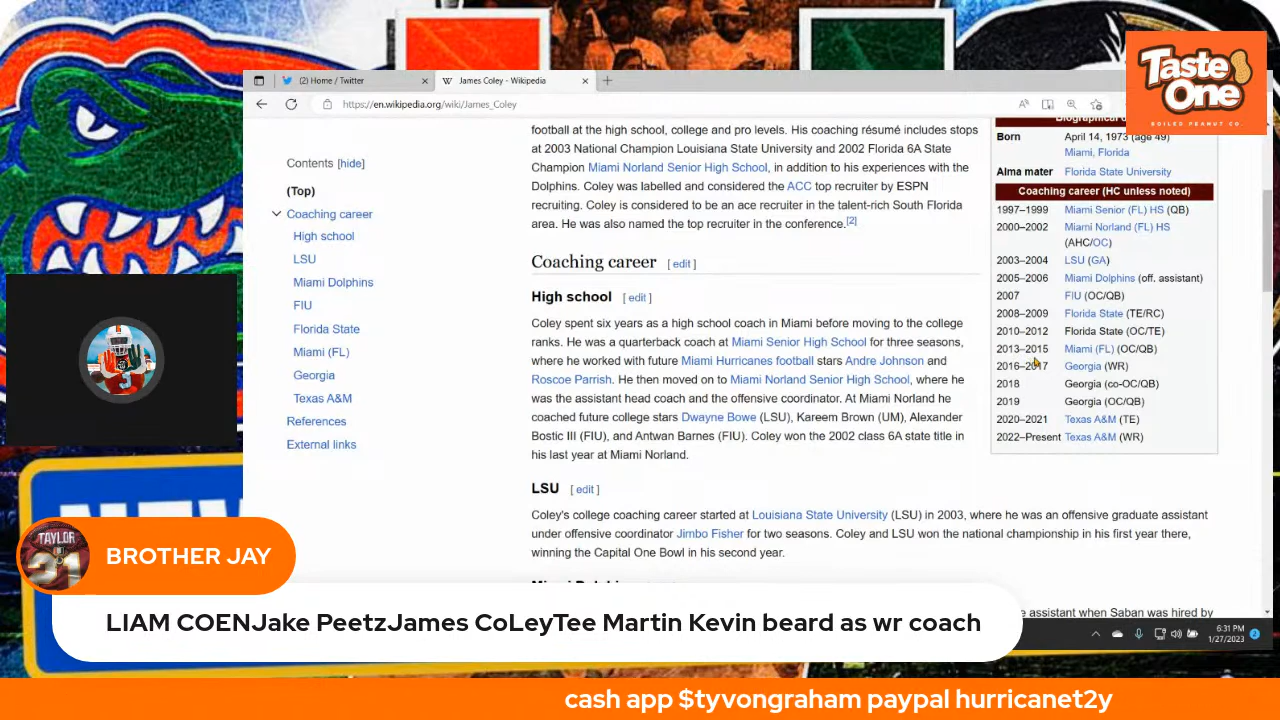 (2) Home / Twitter
James Coley - Wikipedia
https://en.wikipedia.org/wiki/James_Coley
Taste
One
BOILED PEANUT CO.
Contents [hide]
(Top)
Coaching career
High school
LSU
Miami Dolphins
FIU
Florida State
Miami (FL)
Georgia
Texas A&M
References
External links
football at the high school, college and pro levels. His coaching résumé includes stops
at 2003 National Champion Louisiana State University and 2002 Florida 6A State
Champion Miami Norland Senior High School, in addition to his experiences with the
Dolphins. Coley was labelled and considered the ACC top recruiter by ESPN
recruiting. Coley is considered to be an ace recruiter in the talent-rich South Florida
area. He was also named the top recruiter in the conference.[2]
Coaching career [ edit ]
High school [ edit ]
Coley spent six years as a high school coach in Miami before moving to the college
ranks. He was a quarterback coach at Miami Senior High School for three seasons,
where he worked with future Miami Hurricanes football stars Andre Johnson and
Roscoe Parrish. He then moved on to Miami Norland Senior High School, where he
was the assistant head coach and the offensive coordinator. At Miami Norland he
coached future college stars Dwayne Bowe (LSU), Kareem Brown (UM), Alexander
Bostic III (FIU), and Antwan Barnes (FIU). Coley won the 2002 class 6A state title in
his last year at Miami Norland.
LSU [ edit ]
Coley's college coaching career started at Louisiana State University (LSU) in 2003, where he was an offensive graduate assistant
under offensive coordinator Jimbo Fisher for two seasons. Coley and LSU won the national championship in his first year there,
winning the Capital One Bowl in his second year.
e assistant when Saban was hired by
Biographical
Born April 14, 1973 (age 49)
Miami, Florida
Alma mater Florida State University
Coaching career (HC unless noted)
1997–1999 Miami Senior (FL) HS (QB)
2000–2002 Miami Norland (FL) HS
(AHC/OC)
2003–2004 LSU (GA)
2005–2006 Miami Dolphins (off. assistant)
2007 FIU (OC/QB)
2008–2009 Florida State (TE/RC)
2010–2012 Florida State (OC/TE)
2013–2015 Miami (FL) (OC/QB)
2016–2017 Georgia (WR)
2018 Georgia (co-OC/QB)
2019 Georgia (OC/QB)
2020–2021 Texas A&M (TE)
2022–Present Texas A&M (WR)
6:31 PM
1/27/2023
2
TAYLOR
21
BROTHER JAY
LIAM COENJake PeetzJames CoLeyTee Martin Kevin beard as wr coach
cash app $tyvongraham paypal hurricanet2y